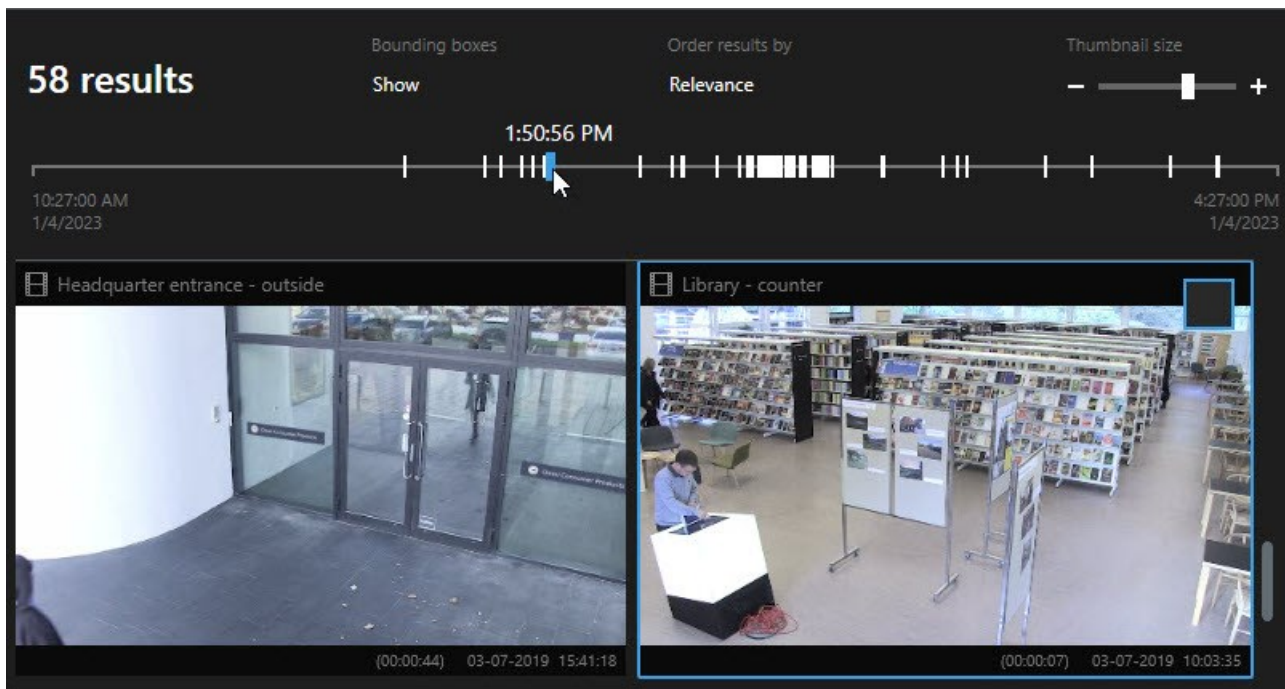 58 results
Bounding boxes
Show
Order results by
Relevance
Thumbnail size
− +
1:50:56 PM
10:27:00 AM
1/4/2023
4:27:00 PM
1/4/2023
Headquarter entrance - outside
Library - counter
(00:00:44) 03-07-2019 15:41:18
(00:00:07) 03-07-2019 10:03:35